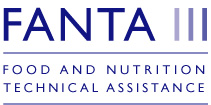 FANTA III
FOOD AND NUTRITION
TECHNICAL ASSISTANCE